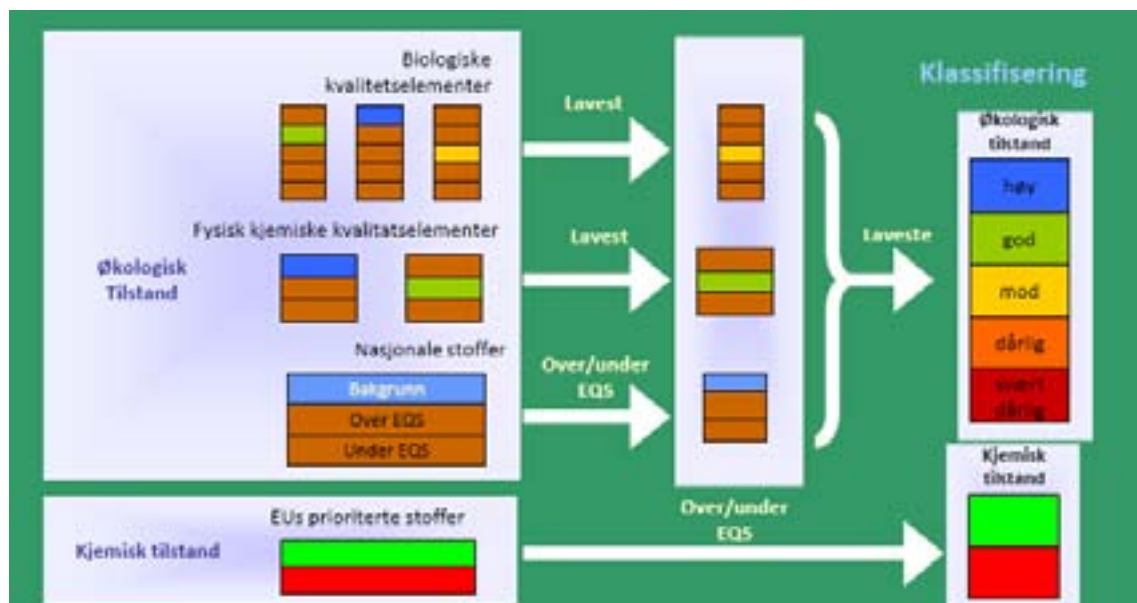 Biologiske
kvalitetselementer
Fysisk kjemiske kvalitatselementer
Økologisk
Tilstand
Nasjonale stoffer
Bakgrunn
Over EQS
Under EQS
EUs prioriterte stoffer
Kjemisk tilstand
Lavest
Lavest
Over/under
EQS
Over/under
EQS
Laveste
Klassifisering
Økologisk
tilstand
høy
god
mod
dårlig
svært
dårlig
Kjemisk
tilstand